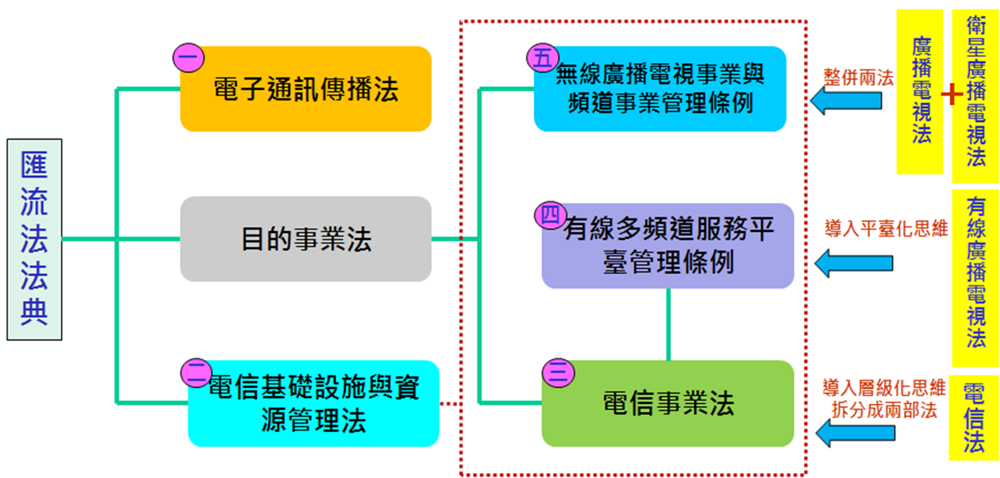 匯流法法典
一
電子通訊傳播法
目的事業法
二
電信基礎設施與資
源管理法
五
無線廣播電視事業與
頻道事業管理條例
四
有線多頻道服務平
臺管理條例
三
電信事業法
整併兩法
廣播電視法
+
衛星廣播電視法
導入平臺化思維
有線廣播電視法
導入層級化思維
拆分成兩部法
電信法